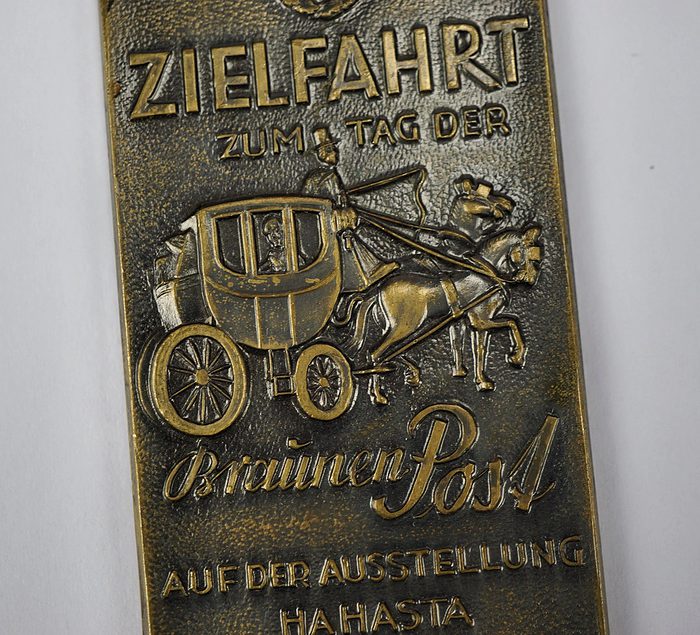 ZIELFAHRT
ZUM TAG DER
Braunen Post
AUF DER AUSSTELLUNG
HAHASTA